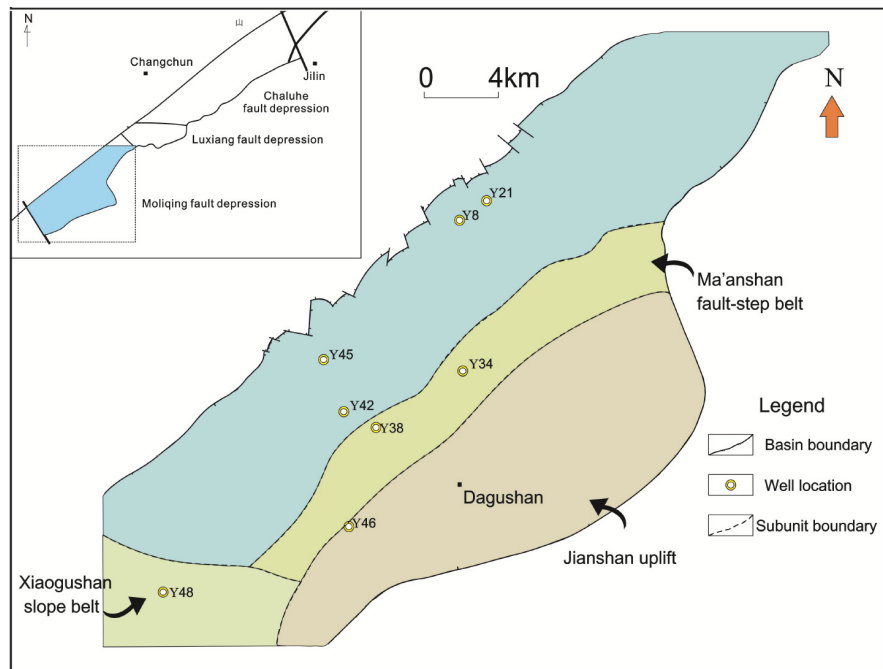 N
山
Changchun
Jilin
Chaluhe
fault depression
Luxiang fault depression
Moliqing fault depression
0 4km
N
Y21
Y8
Ma'anshan
fault-step belt
Y45
Y34
Y42
Y38
Legend
Basin boundary
Well location
Subunit boundary
Dagushan
Y46
Jianshan uplift
Xiaogushan
slope belt
Y48